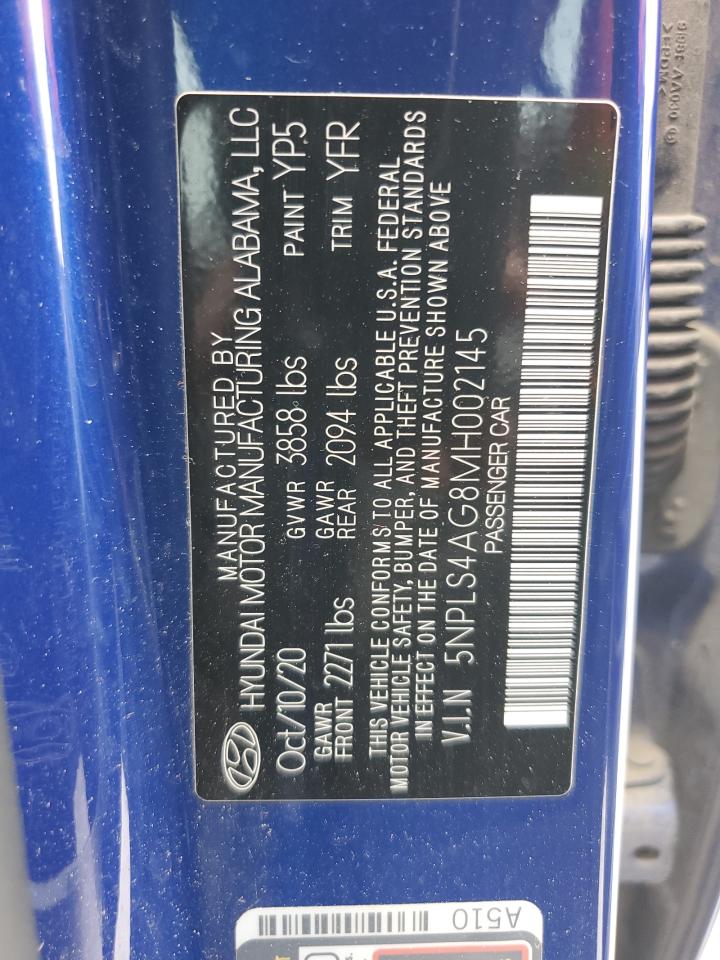 MANUFACTURED BY
HYUNDAI MOTOR MANUFACTURING ALABAMA, LLC
Oct/10/20 GVWR 3858 lbs PAINT YP5
GAWR FRONT 2271 lbs GAWR REAR 2094 lbs TRIM YFR
THIS VEHICLE CONFORMS TO ALL APPLICABLE U.S.A. FEDERAL
MOTOR VEHICLE SAFETY, BUMPER, AND THEFT PREVENTION STANDARDS
IN EFFECT ON THE DATE OF MANUFACTURE SHOWN ABOVE
V.I.N 5NPLS4AG8MH002145
PASSENGER CAR
A510
>EPDM<